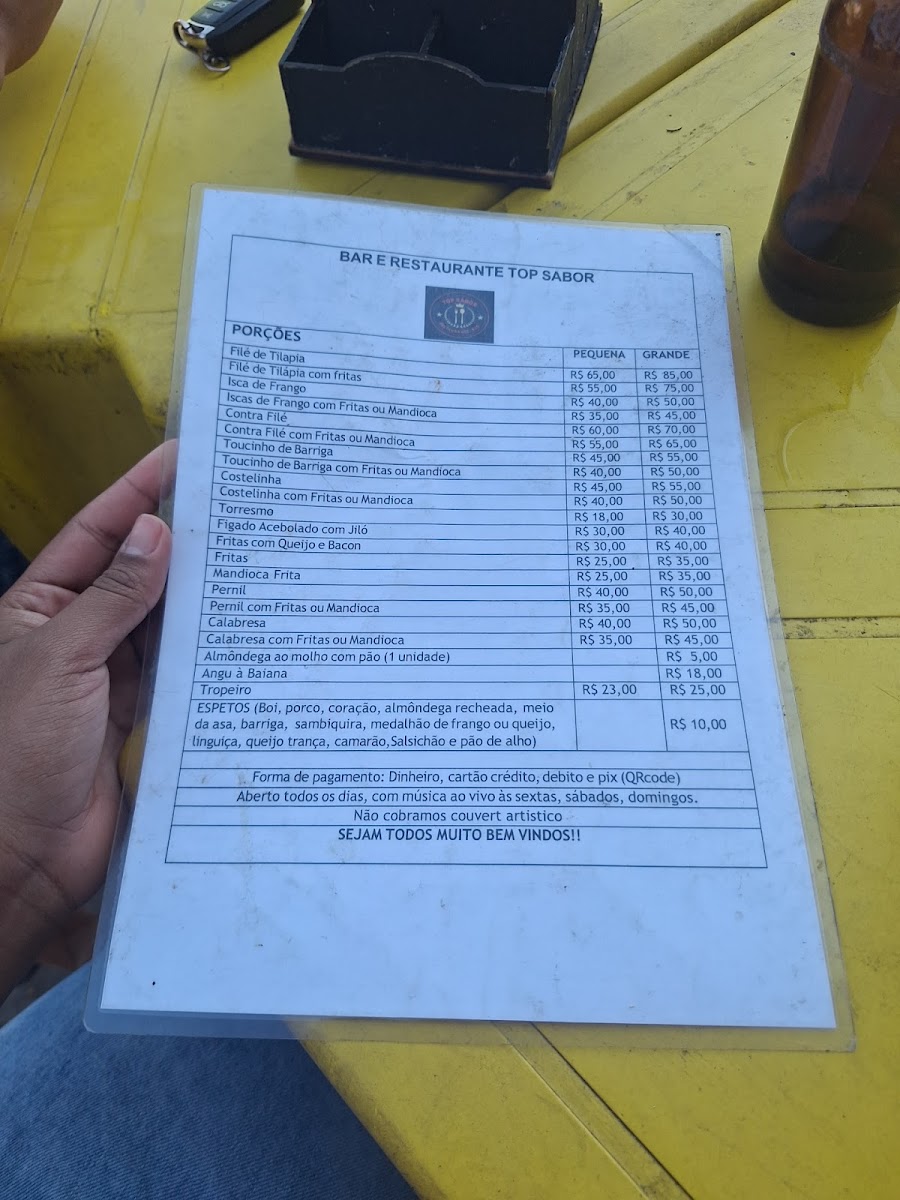 BAR E RESTAURANTE TOP SABOR
TOP SABOR
PORÇÕES PEQUENA GRANDE
Filé de Tilapia R$ 65,00 R$ 85,00
Filé de Tilápia com fritas R$ 55,00 R$ 75,00
Isca de Frango R$ 40,00 R$ 50,00
Iscas de Frango com Fritas ou Mandioca R$ 35,00 R$ 45,00
Contra Filé R$ 60,00 R$ 70,00
Contra Filé com Fritas ou Mandioca R$ 55,00 R$ 65,00
Toucinho de Barriga R$ 45,00 R$ 55,00
Toucinho de Barriga com Fritas ou Mandioca R$ 40,00 R$ 50,00
Costelinha R$ 45,00 R$ 55,00
Costelinha com Fritas ou Mandioca R$ 40,00 R$ 50,00
Torresmo R$ 18,00 R$ 30,00
Figado Acebolado com Jiló R$ 30,00 R$ 40,00
Fritas com Queijo e Bacon R$ 30,00 R$ 40,00
Fritas R$ 25,00 R$ 35,00
Mandioca Frita R$ 25,00 R$ 35,00
Pernil R$ 40,00 R$ 50,00
Pernil com Fritas ou Mandioca R$ 35,00 R$ 45,00
Calabresa R$ 40,00 R$ 50,00
Calabresa com Fritas ou Mandioca R$ 35,00 R$ 45,00
Almôndega ao molho com pão (1 unidade) R$ 5,00
Angu à Baiana R$ 18,00
Tropeiro R$ 23,00 R$ 25,00
ESPETOS (Boi, porco, coração, almôndega recheada, meio
da asa, barriga, sambiquira, medalhão de frango ou queijo, R$ 10,00
linguíça, queijo trança, camarão,Salsichão e pão de alho)
Forma de pagamento: Dinheiro, cartão crédito, debito e pix (QRcode)
Aberto todos os dias, com música ao vivo às sextas, sábados, domingos.
Não cobramos couvert artistico
SEJAM TODOS MUITO BEM VINDOS!!